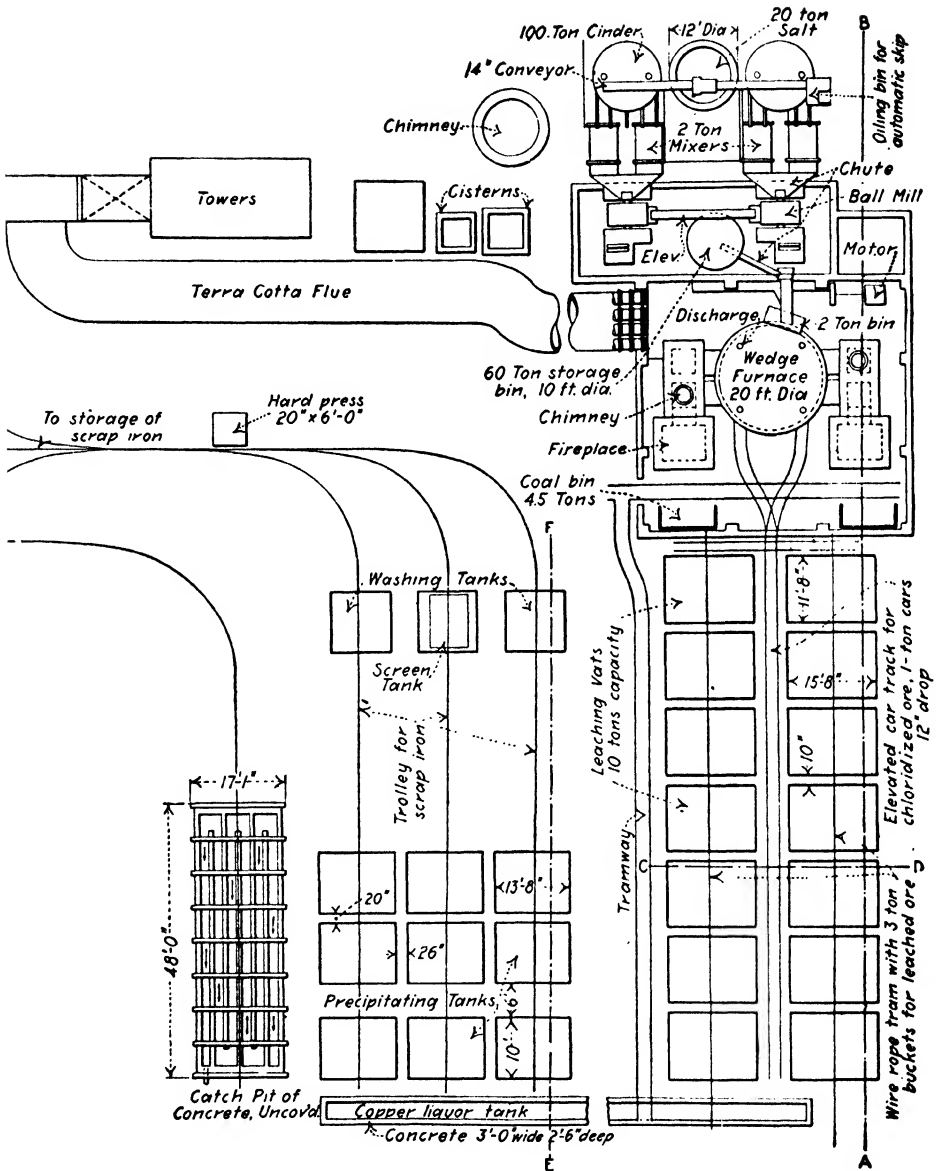 100. Ton Cinder
12' Dia
20 ton
Salt
B
14" Conveyor
Oiling bin for
automatic skip
Chimney
2 Ton
Mixers
Chute
Towers
Cisterns
Ball Mill
Elev.
Motor
Terra Cotta Flue
Discharge
2 Ton bin
Wedge
Furnace
20 ft. Dia
60 Ton storage
bin, 10 ft. dia.
Hard press
20" x 6'-0"
To storage of
scrap iron
Chimney
Fireplace
Coal bin
4.5 Tons
F
Washing Tanks
11'-8"
Screen
Tank
15'-8"
Leaching Vats
10 tons capacity
Elevated car track for
chloridized ore, 1-ton cars
12" drop
Trolley for
scrap iron
10"
17'-1"
Tramway
C
D
48'-0"
20"
13'-8"
26"
Precipitating Tanks
6'
10'-
Wire rope tram with 3 ton
buckets for leached ore
Catch Pit of
Concrete, Uncov'd.
Copper liquor tank
Concrete 3'-0" wide 2'-6" deep
E
A